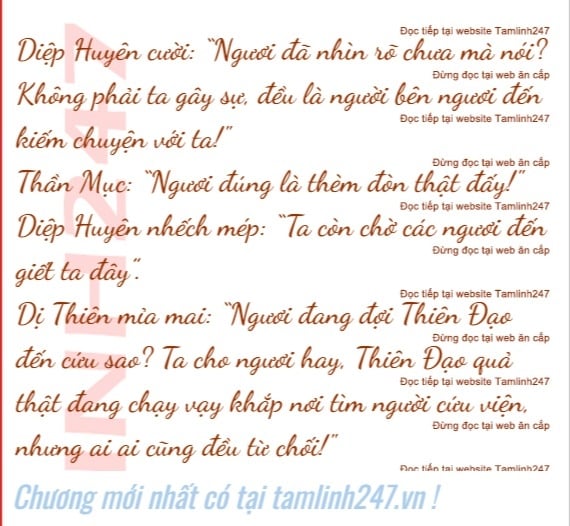 Đọc tiếp tại website Tamlinh247
Diệp Huyên cười: “Ngươi đã nhìn rõ chưa mà nói?
Đừng đọc tại web ăn cắp
Không phải ta gây sự, đều là người bên ngươi đến
Đọc tiếp tại website Tamlinh247
kiếm chuyện với ta!”
Đừng đọc tại web ăn cắp
Thần Mục: “Ngươi đúng là thèm đòn thật đấy!”
Đọc tiếp tại website Tamlinh247
Diệp Huyên nhếch mép: “Ta còn chờ các ngươi đến
Đừng đọc tại web ăn cắp
giết ta đây”.
Đọc tiếp tại website Tamlinh247
Dị Thiên mỉa mai: “Ngươi đang đợi Thiên Đạo
Đừng đọc tại web ăn cắp
đến cứu sao? Ta cho ngươi hay, Thiên Đạo quả
Đọc tiếp tại website Tamlinh247
thật đang chạy vạy khắp nơi tìm người cứu viện,
Đừng đọc tại web ăn cắp
nhưng ai ai cũng đều từ chối!”
Đọc tiếp tại website Tamlinh247
INH247
Chương mới nhất có tại tamlinh247.vn !